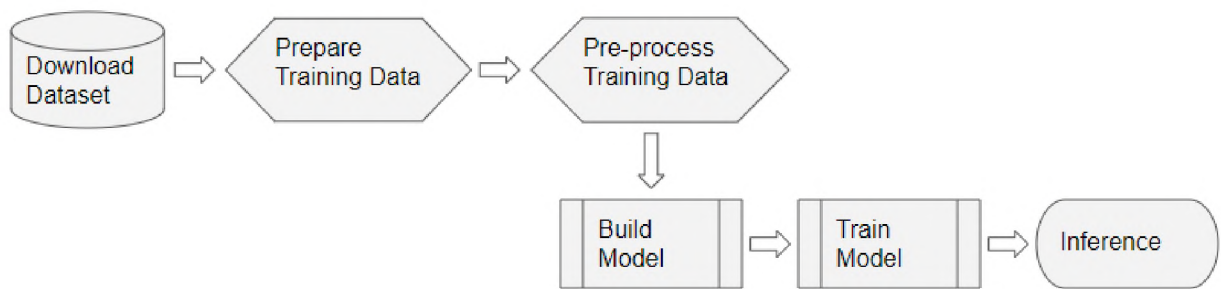 Download
Dataset
Prepare
Training Data
Pre-process
Training Data
Build
Model
Train
Model
Inference